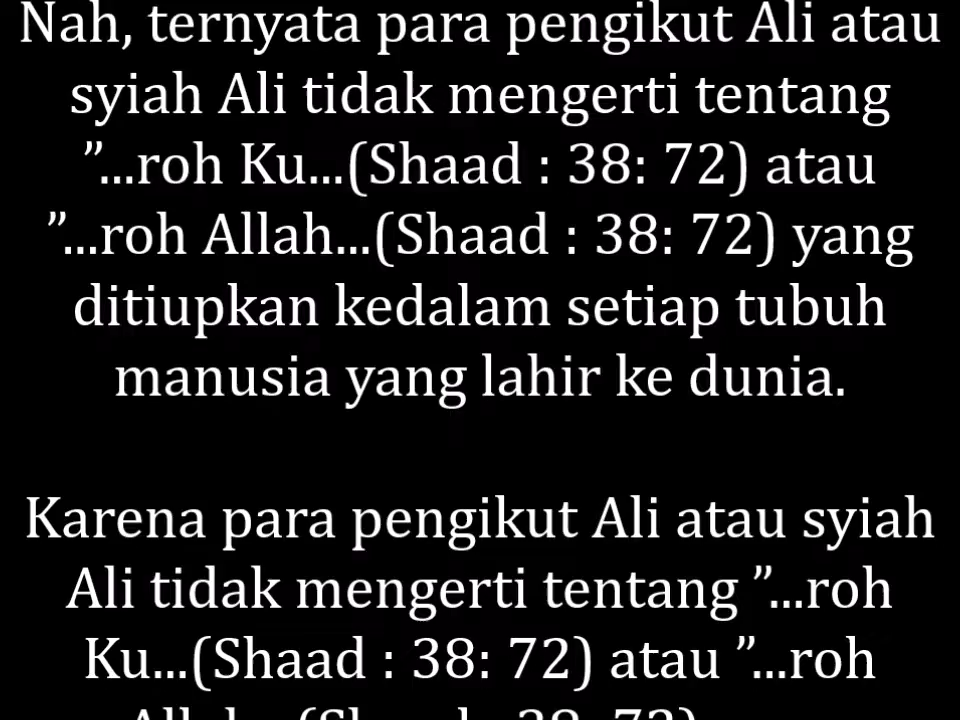 Nah, ternyata para pengikut Ali atau
syiah Ali tidak mengerti tentang
”...roh Ku...(Shaad : 38: 72) atau
”...roh Allah...(Shaad : 38: 72) yang
ditiupkan kedalam setiap tubuh
manusia yang lahir ke dunia.
Karena para pengikut Ali atau syiah
Ali tidak mengerti tentang ”...roh
Ku...(Shaad : 38: 72) atau ”...roh